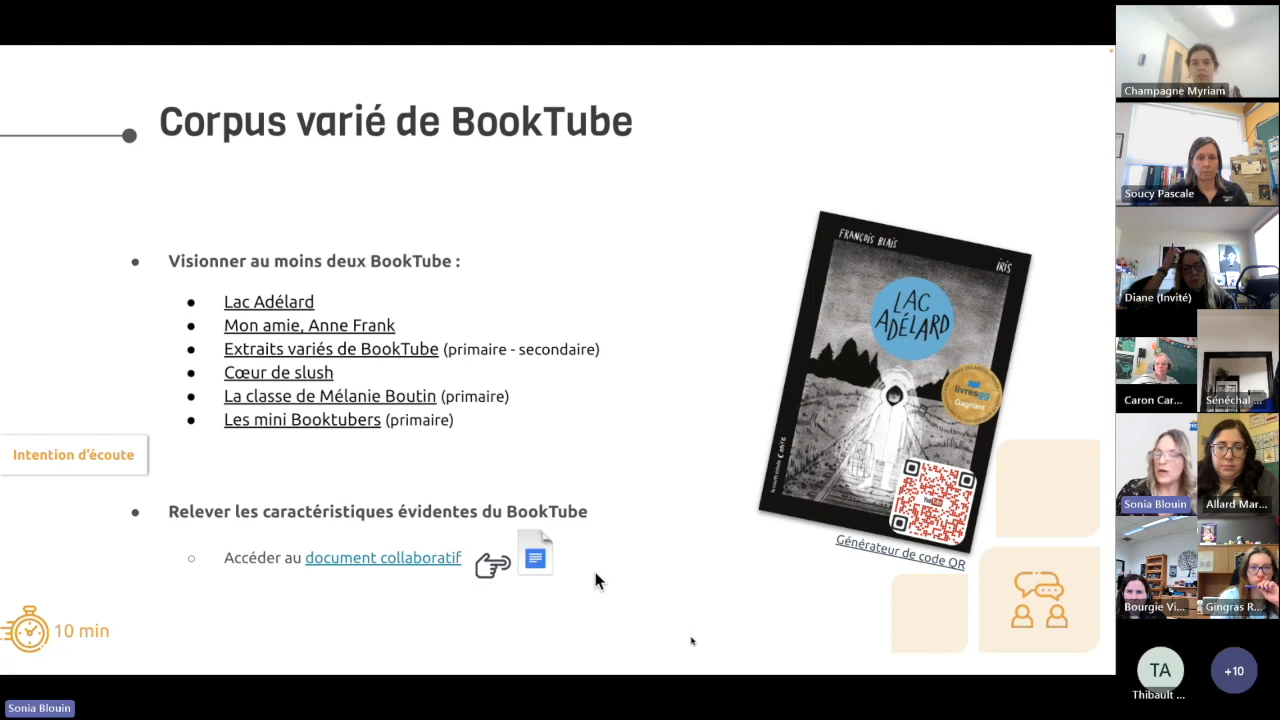 Corpus varié de BookTube
Visionner au moins deux BookTube :
Lac Adélard
Mon amie, Anne Frank
Extraits variés de BookTube (primaire - secondaire)
Cœur de slush
La classe de Mélanie Boutin (primaire)
Les mini Booktubers (primaire)
Intention d'écoute
Relever les caractéristiques évidentes du BookTube
Accéder au document collaboratif
10 min
FRANÇOIS BLAIS
IRIS
LAC
ADÉLARD
livresgg
Gagnant
Générateur de code QR
Champagne Myriam
Soucy Pascale
Diane (Invité)
Caron Car...
Sénéchal ...
Sonia Blouin
Allard Mar...
Bourgie Vi...
Gingras R...
TA
Thibault ...
+10
Sonia Blouin